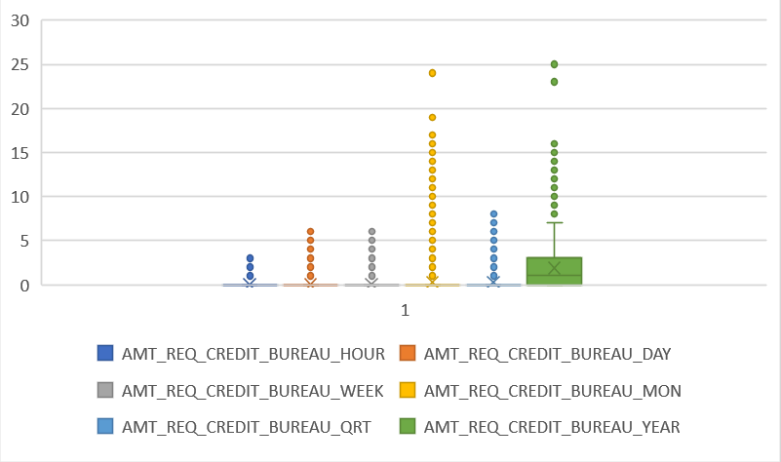 30
25
20
15
10
5
0
1
AMT_REQ_CREDIT_BUREAU_HOUR AMT_REQ_CREDIT_BUREAU_DAY
AMT_REQ_CREDIT_BUREAU_WEEK AMT_REQ_CREDIT_BUREAU_MON
AMT_REQ_CREDIT_BUREAU_QRT AMT_REQ_CREDIT_BUREAU_YEAR